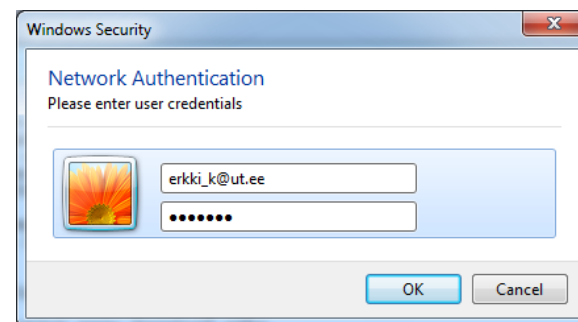 Windows Security
Network Authentication
Please enter user credentials
erkki_k@ut.ee
●●●●●●●
OK
Cancel